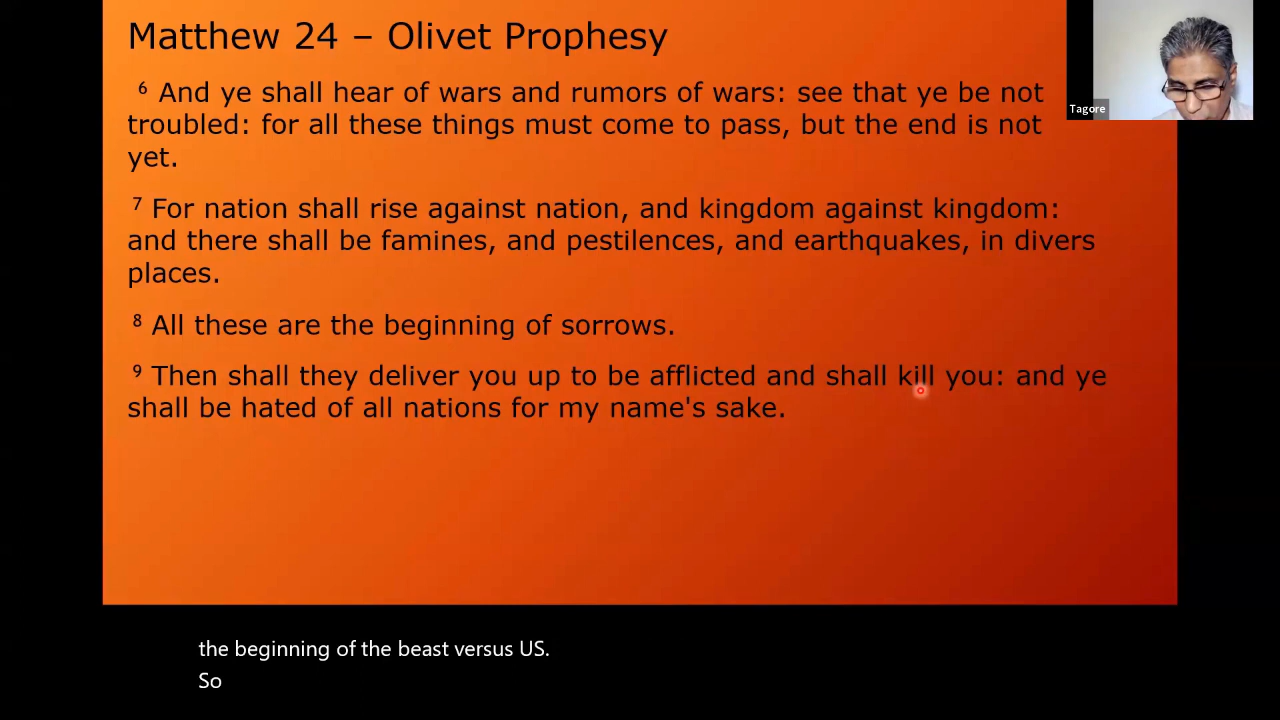 Matthew 24 – Olivet Prophesy
6 And ye shall hear of wars and rumors of wars: see that ye be not
troubled: for all these things must come to pass, but the end is not
yet.
7 For nation shall rise against nation, and kingdom against kingdom:
and there shall be famines, and pestilences, and earthquakes, in divers
places.
8 All these are the beginning of sorrows.
9 Then shall they deliver you up to be afflicted and shall kill you: and ye
shall be hated of all nations for my name's sake.
Tagore
the beginning of the beast versus US.
So